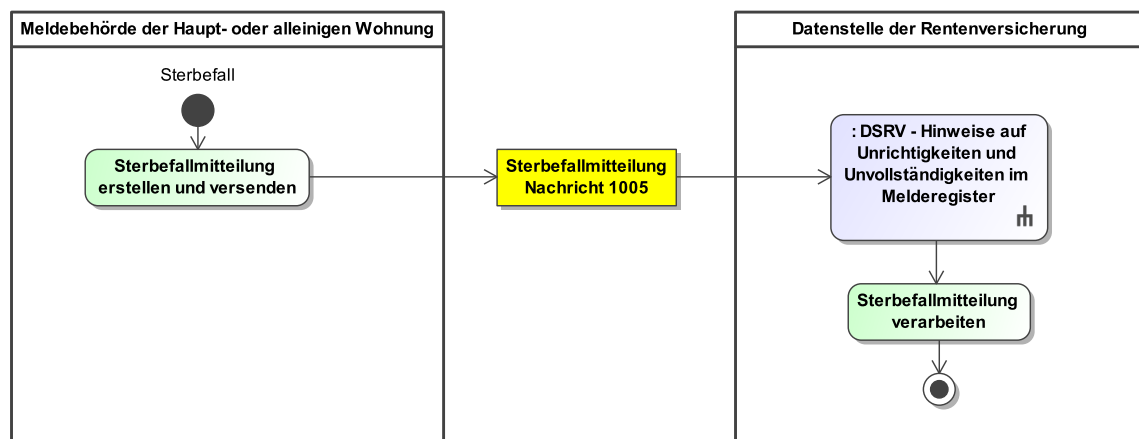 Meldebehörde der Haupt- oder alleinigen Wohnung
Sterbefall
Sterbefallmitteilung
erstellen und versenden
Sterbefallmitteilung
Nachricht 1005
Datenstelle der Rentenversicherung
: DSRV - Hinweise auf
Unrichtigkeiten und
Unvollständigkeiten im
Melderegister
Sterbefallmitteilung
verarbeiten